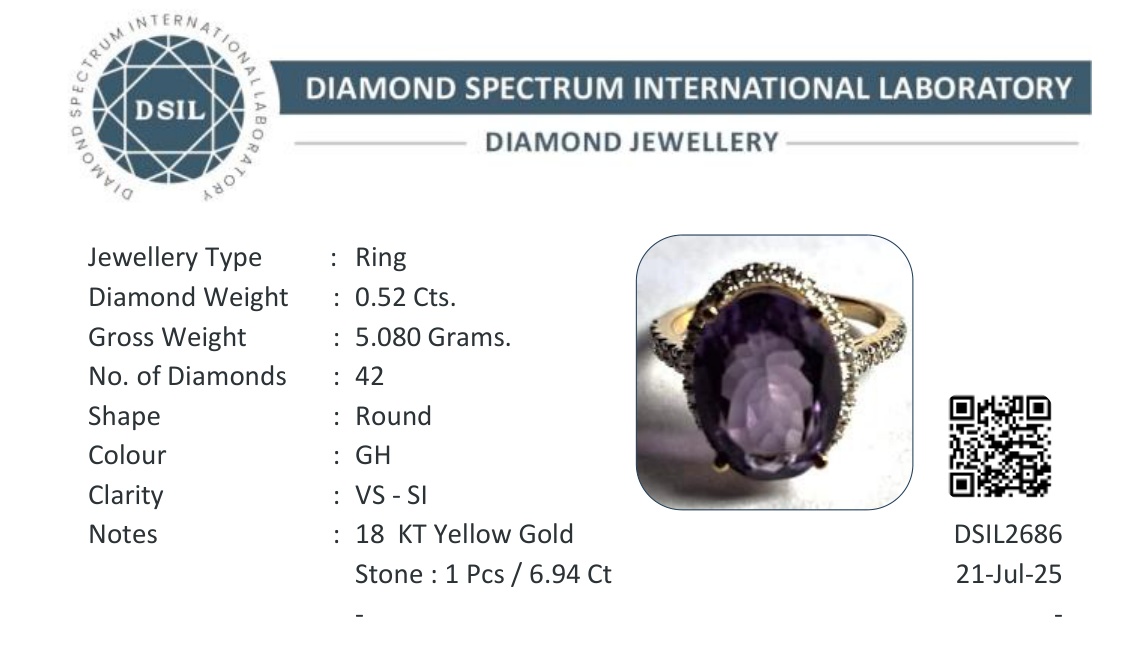 DIAMOND SPECTRUM INTERNATIONAL LABORATORY
DSIL
DIAMOND SPECTRUM INTERNATIONAL LABORATORY
DIAMOND JEWELLERY
Jewellery Type : Ring
Diamond Weight : 0.52 Cts.
Gross Weight : 5.080 Grams.
No. of Diamonds : 42
Shape : Round
Colour : GH
Clarity : VS - SI
Notes : 18 KT Yellow Gold
Stone : 1 Pcs / 6.94 Ct
-
DSIL2686
21-Jul-25
-